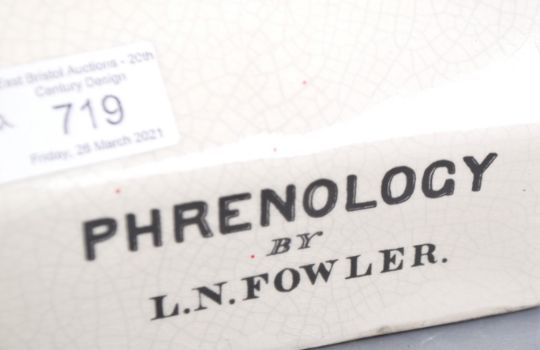 East Bristol Auctions - 20th
Century Design
719
Friday, 26 March 2021
PHRENOLOGY
BY
L.N.FOWLER.